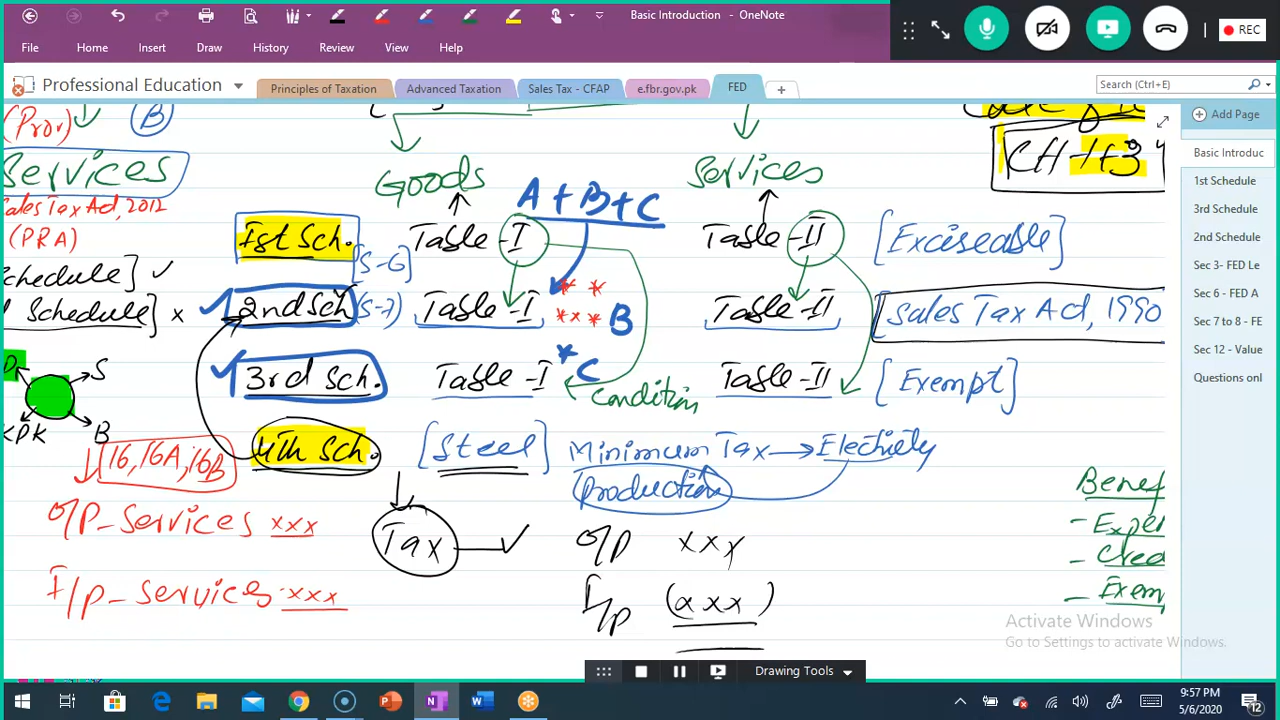 Basic Introduction - OneNote
REC
File Home Insert Draw History Review View Help
Professional Education
Principles of Taxation
Advanced Taxation
Sales Tax - CFAP
e.fbr.gov.pk
FED
Search (Ctrl+E)
Add Page
Basic Introduc
1st Schedule
3rd Schedule
2nd Schedule
Sec 3- FED Le
Sec 6 - FED A
Sec 7 to 8 - FE
Sec 12 - Value
Questions onl
(Prov) (B)
Services
Sales Tax Act, 2012
(PRA)
Schedule] ✓
Schedule] x
Goods Services
A + B + C
Ist Sch. Table - I Table - II [Exciseable]
[S-6]
2nd Sch (S-7) Table - I B Table - II [Sales Tax Act, 1990
3rd Sch. Table - I * C Table - II [Exempt]
condition
4th Sch. [Steel] Minimum Tax → Electricity
Production
Tax ✓
O/P xxx
I/P (xxx)
S
B
KPK
16, 16A, 16B
O/P - Services xxx
I/P - Services xxx
CH-1+3
Benef
- Expe
- Cred
- Exem
Activate Windows
Go to Settings to activate Windows.
Drawing Tools
9:57 PM
5/6/2020
12